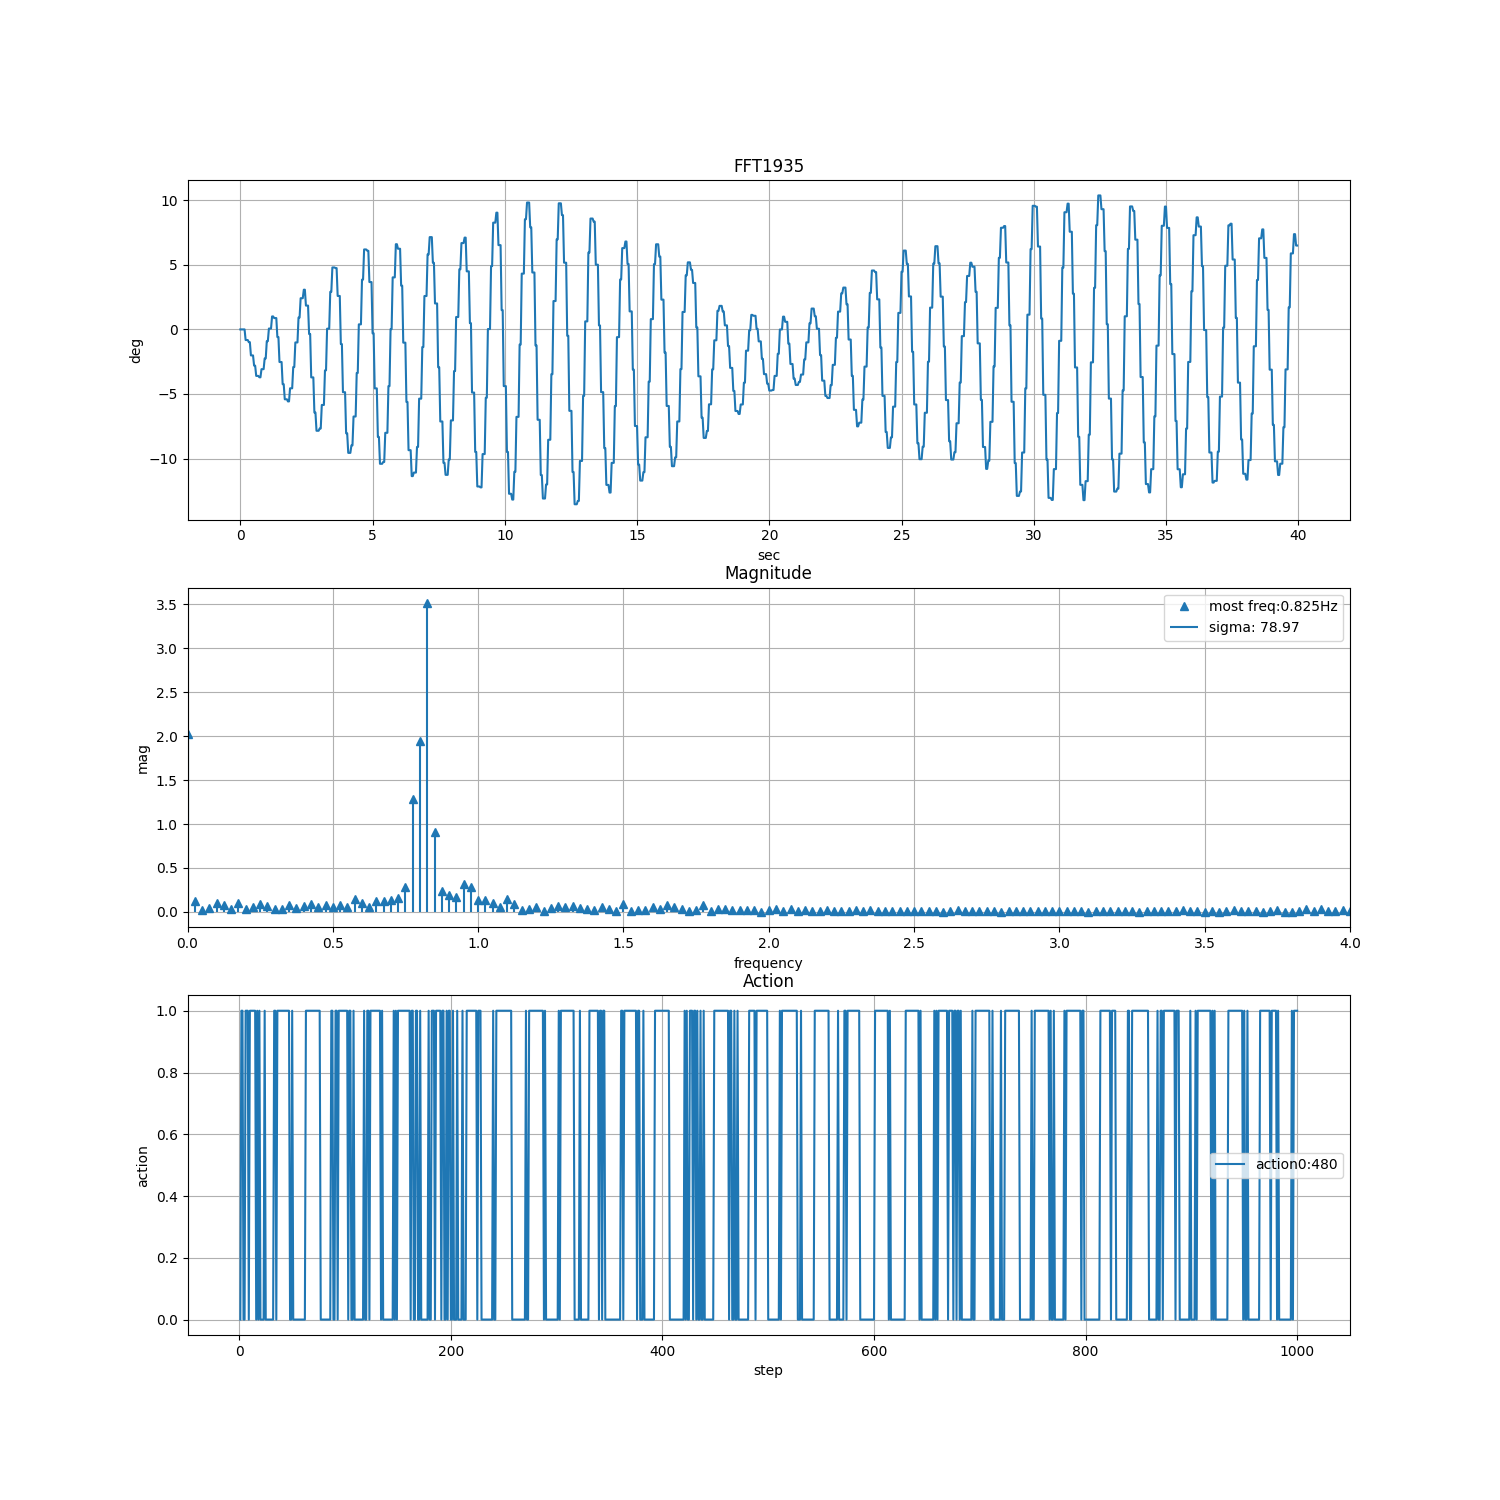 FFT1935
10
5
0
−5
−10
deg
0 5 10 15 20 25 30 35 40
sec
Magnitude
3.5
3.0
2.5
2.0
1.5
1.0
0.5
0.0
mag
most freq:0.825Hz
sigma: 78.97
0.0 0.5 1.0 1.5 2.0 2.5 3.0 3.5 4.0
frequency
Action
1.0
0.8
0.6
0.4
0.2
0.0
action
action0:480
0 200 400 600 800 1000
step